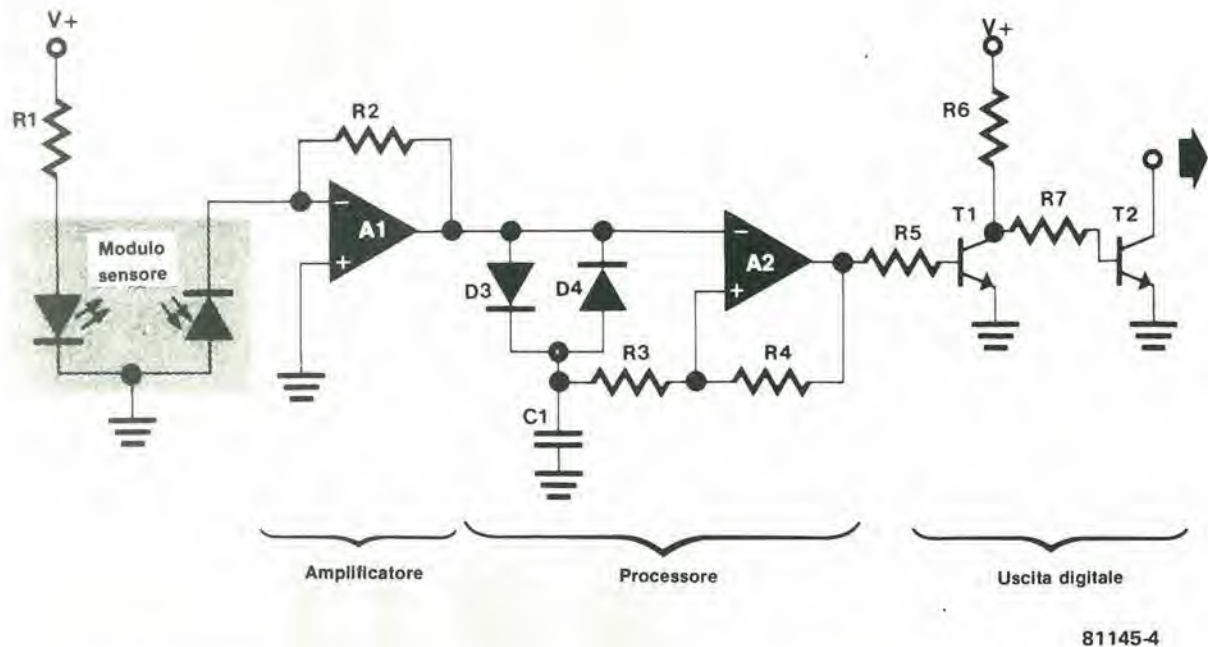 V+
R1
Modulo
sensore
R2
−
A1
+
D3
D4
−
A2
+
R3
R4
C1
R5
V+
R6
T1
R7
T2
Amplificatore
Processore
Uscita digitale
81145-4